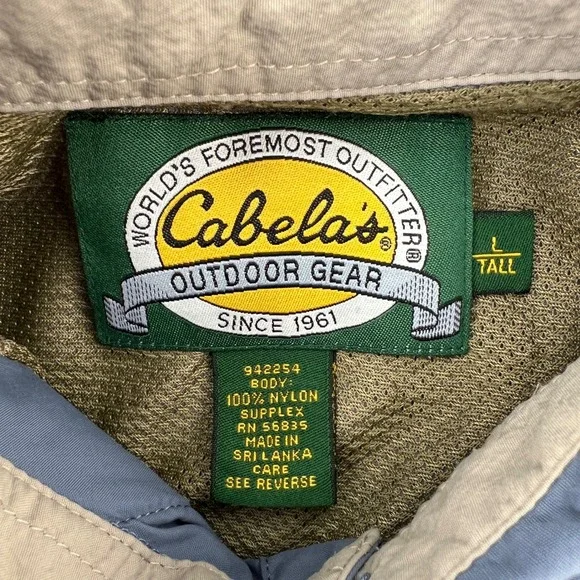 WORLD'S FOREMOST OUTFITTER®
Cabela's®
OUTDOOR GEAR
SINCE 1961
L
TALL
942254
BODY:
100% NYLON
SUPPLEX
RN 56835
MADE IN
SRI LANKA
CARE
SEE REVERSE